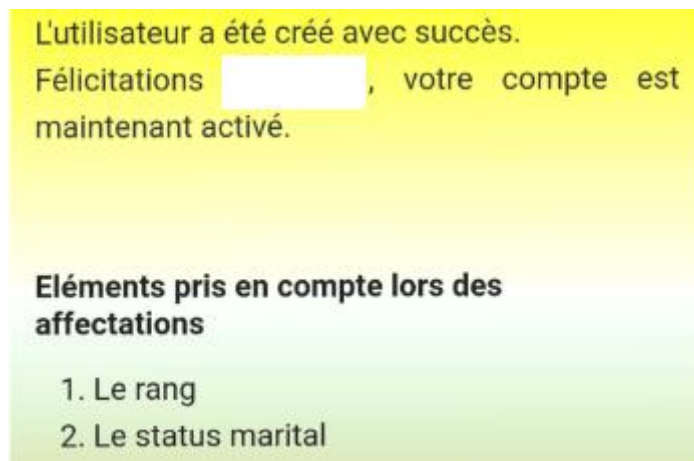 L'utilisateur a été créé avec succès.
Félicitations , votre compte est
maintenant activé.
Eléments pris en compte lors des
affectations
1. Le rang
2. Le status marital